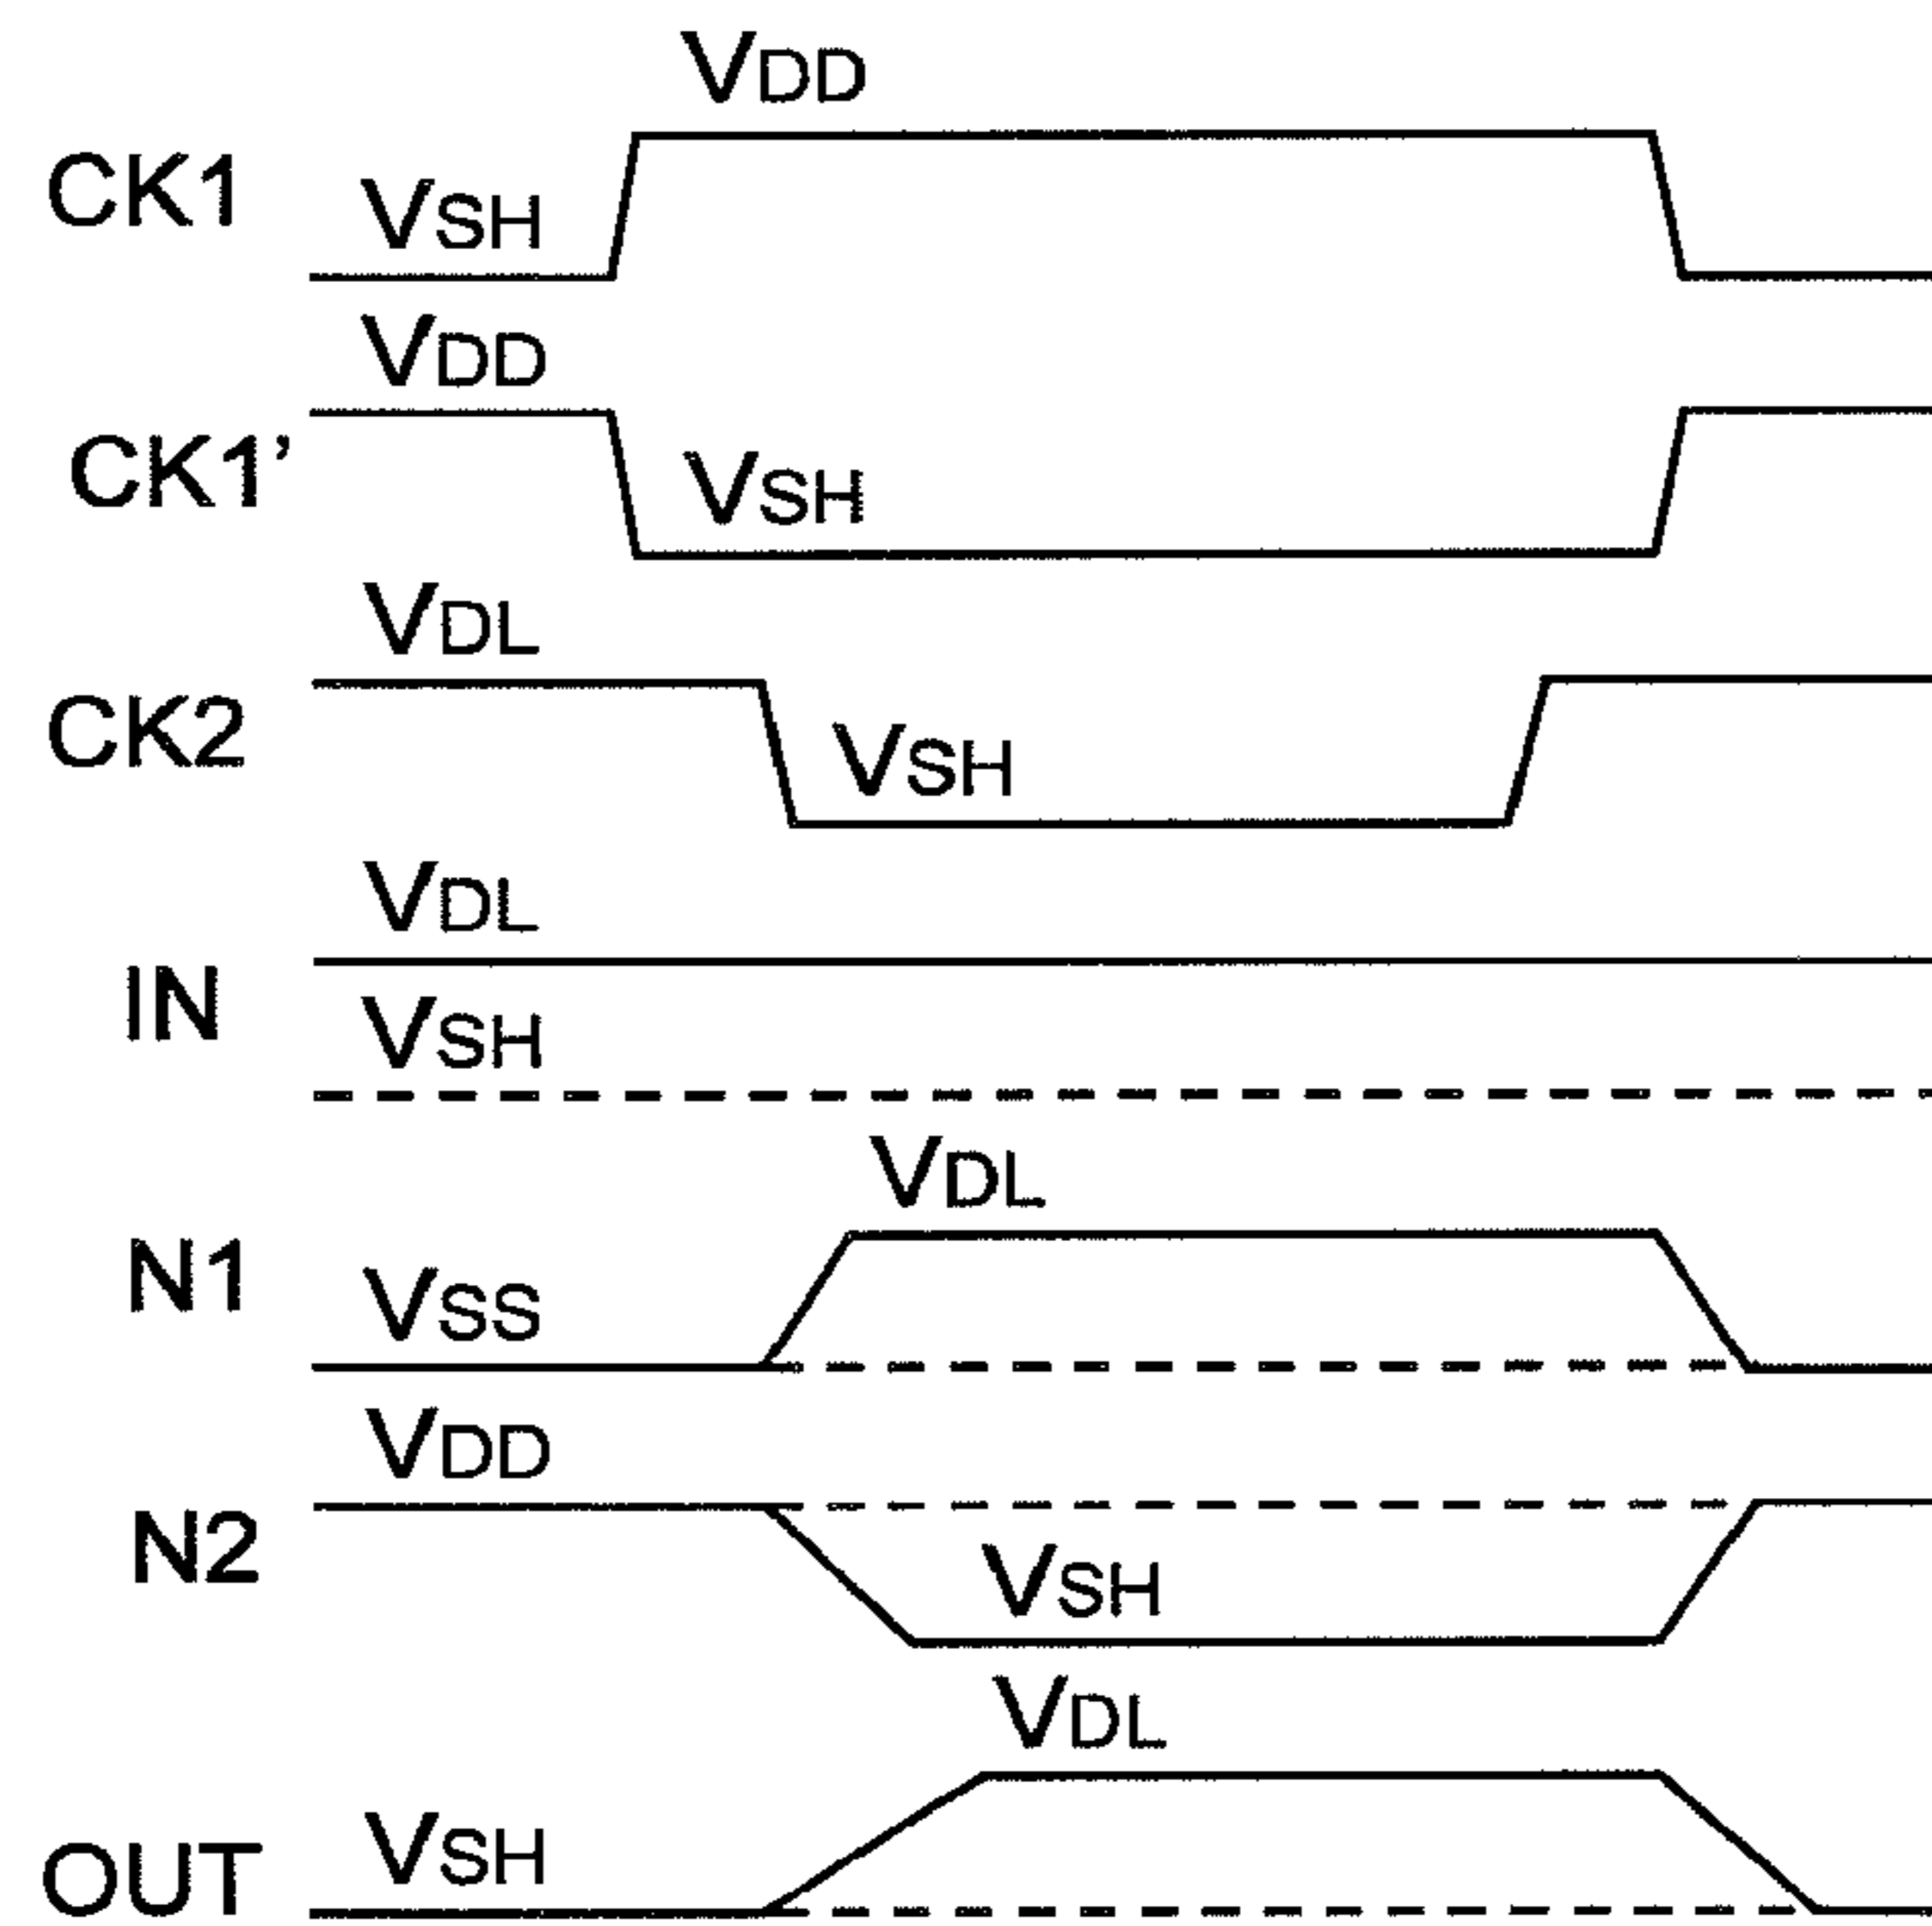 VDD
CK1
VSH
VDD
CK1’
VSH
VDL
CK2
VSH
VDL
IN
VSH
VDL
N1
VSS
VDD
N2
VSH
VDL
OUT
VSH